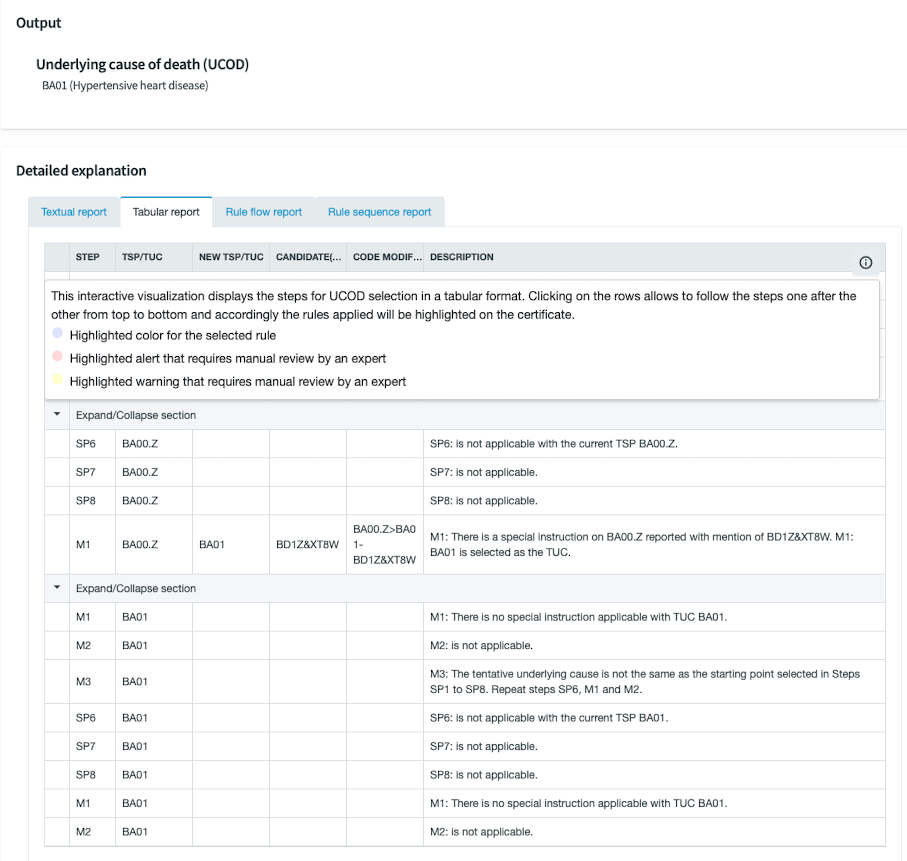 Output
Underlying cause of death (UCOD)
BA01 (Hypertensive heart disease)
Detailed explanation
Textual report
Tabular report
Rule flow report
Rule sequence report
STEP TSP/TUC NEW TSP/TUC CANDIDATE(... CODE MODIF... DESCRIPTION
This interactive visualization displays the steps for UCOD selection in a tabular format. Clicking on the rows allows to follow the steps one after the
other from top to bottom and accordingly the rules applied will be highlighted on the certificate.
Highlighted color for the selected rule
Highlighted alert that requires manual review by an expert
Highlighted warning that requires manual review by an expert
Expand/Collapse section
SP6 BA00.Z SP6: is not applicable with the current TSP BA00.Z.
SP7 BA00.Z SP7: is not applicable.
SP8 BA00.Z SP8: is not applicable.
M1 BA00.Z BA01 BD1Z&XT8W
BA00.Z>BA0
1-
BD1Z&XT8W
M1: There is a special instruction on BA00.Z reported with mention of BD1Z&XT8W. M1:
BA01 is selected as the TUC.
Expand/Collapse section
M1 BA01 M1: There is no special instruction applicable with TUC BA01.
M2 BA01 M2: is not applicable.
M3 BA01
M3: The tentative underlying cause is not the same as the starting point selected in Steps
SP1 to SP8. Repeat steps SP6, M1 and M2.
SP6 BA01 SP6: is not applicable with the current TSP BA01.
SP7 BA01 SP7: is not applicable.
SP8 BA01 SP8: is not applicable.
M1 BA01 M1: There is no special instruction applicable with TUC BA01.
M2 BA01 M2: is not applicable.